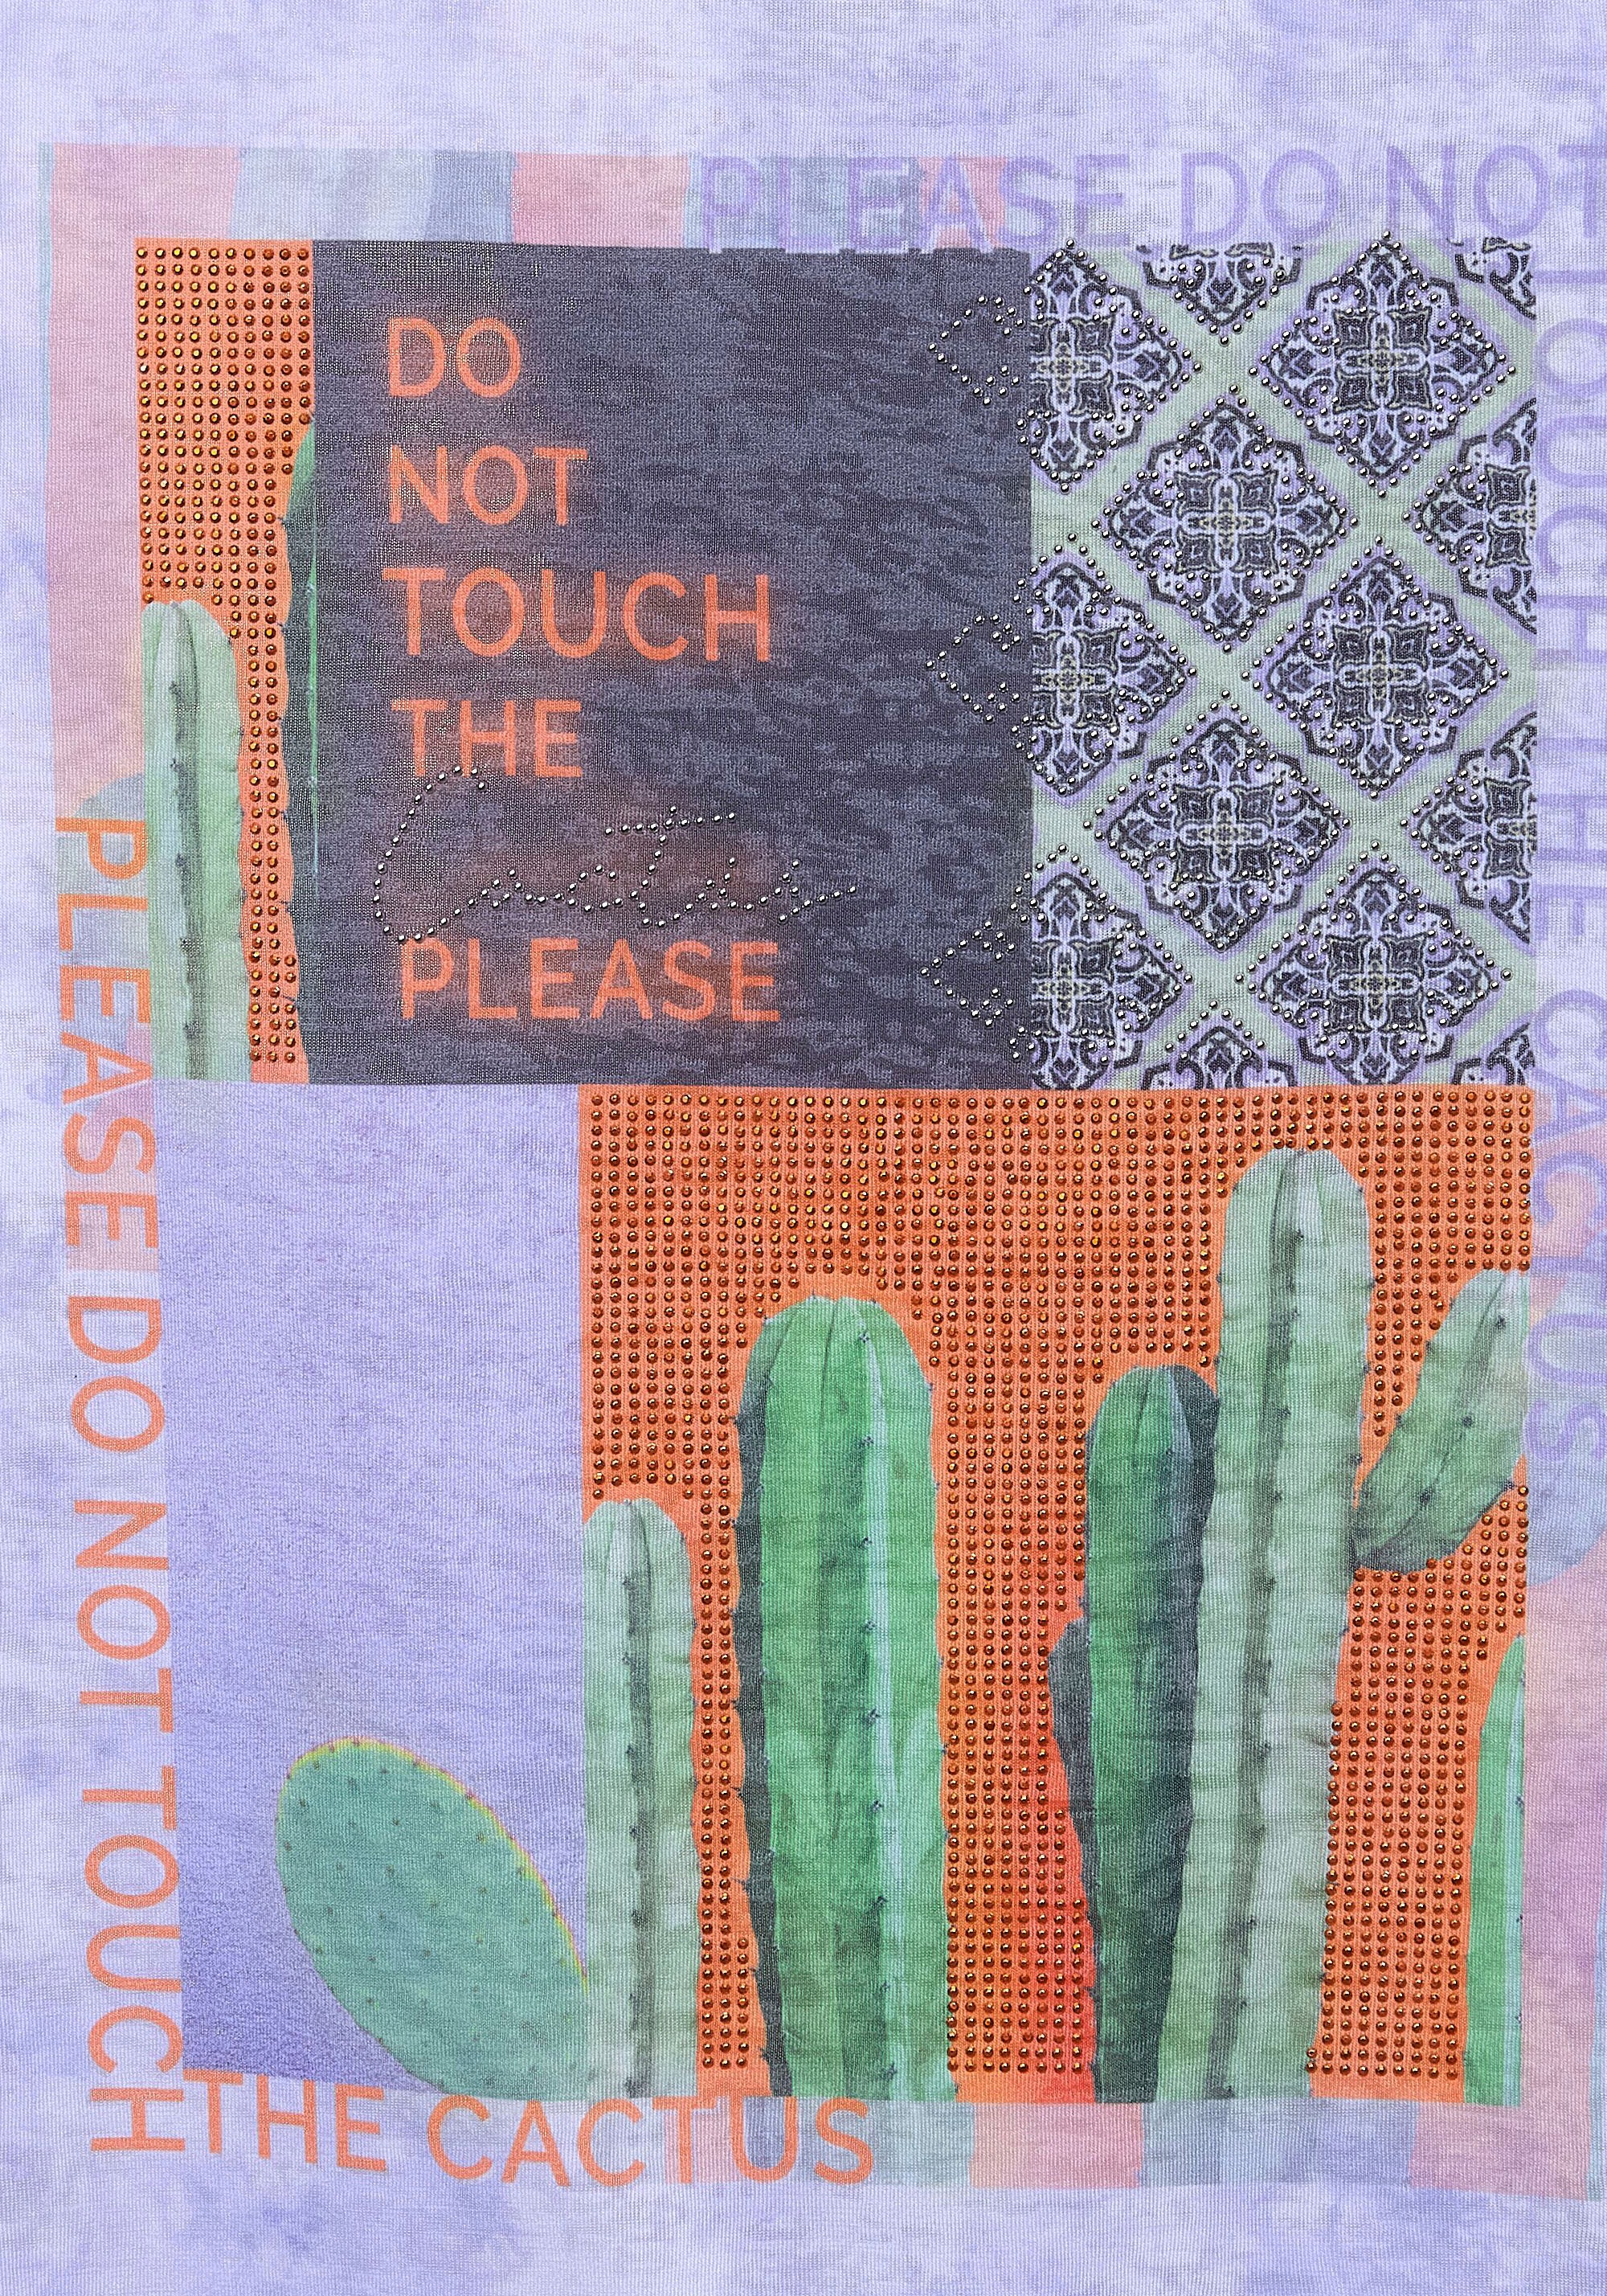 PLEASE DO NOT
TOUCH THE CACTUS
DO
NOT
TOUCH
THE
Cactus
PLEASE
PLEASE DO NOT TOUCH
THE CACTUS